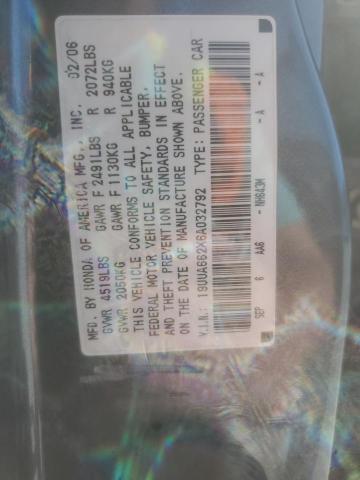 MFD. BY HONDA OF AMERICA MFG., INC. 02/06
GVWR 4519LBS GAWR F 2491LBS R 2072LBS
GVWR 2050KG GAWR F 1130KG R 940KG
THIS VEHICLE CONFORMS TO ALL APPLICABLE
FEDERAL MOTOR VEHICLE SAFETY, BUMPER,
AND THEFT PREVENTION STANDARDS IN EFFECT
ON THE DATE OF MANUFACTURE SHOWN ABOVE.
V.I.N.: 19UUA662X6A032792 TYPE: PASSENGER CAR
SEP 6 AA6 - NH643M - A - A